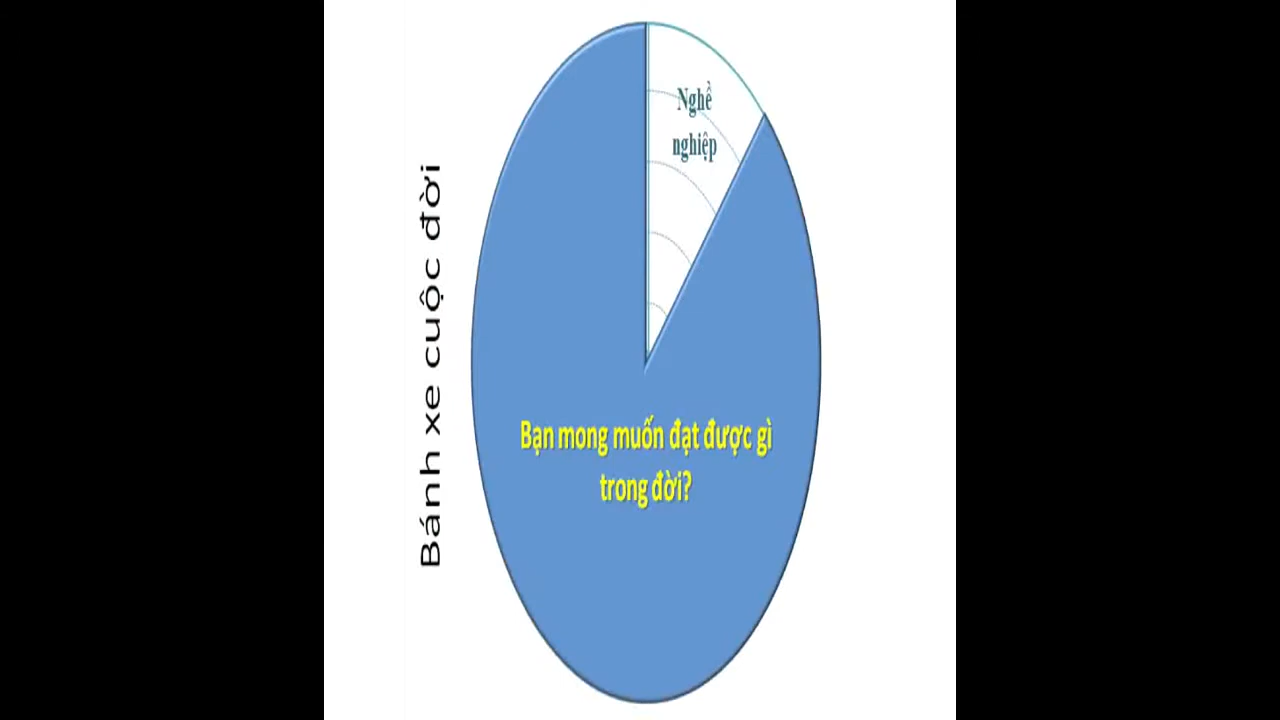 Bánh xe cuộc đời
Nghề
nghiệp
Bạn mong muốn đạt được gì
trong đời?